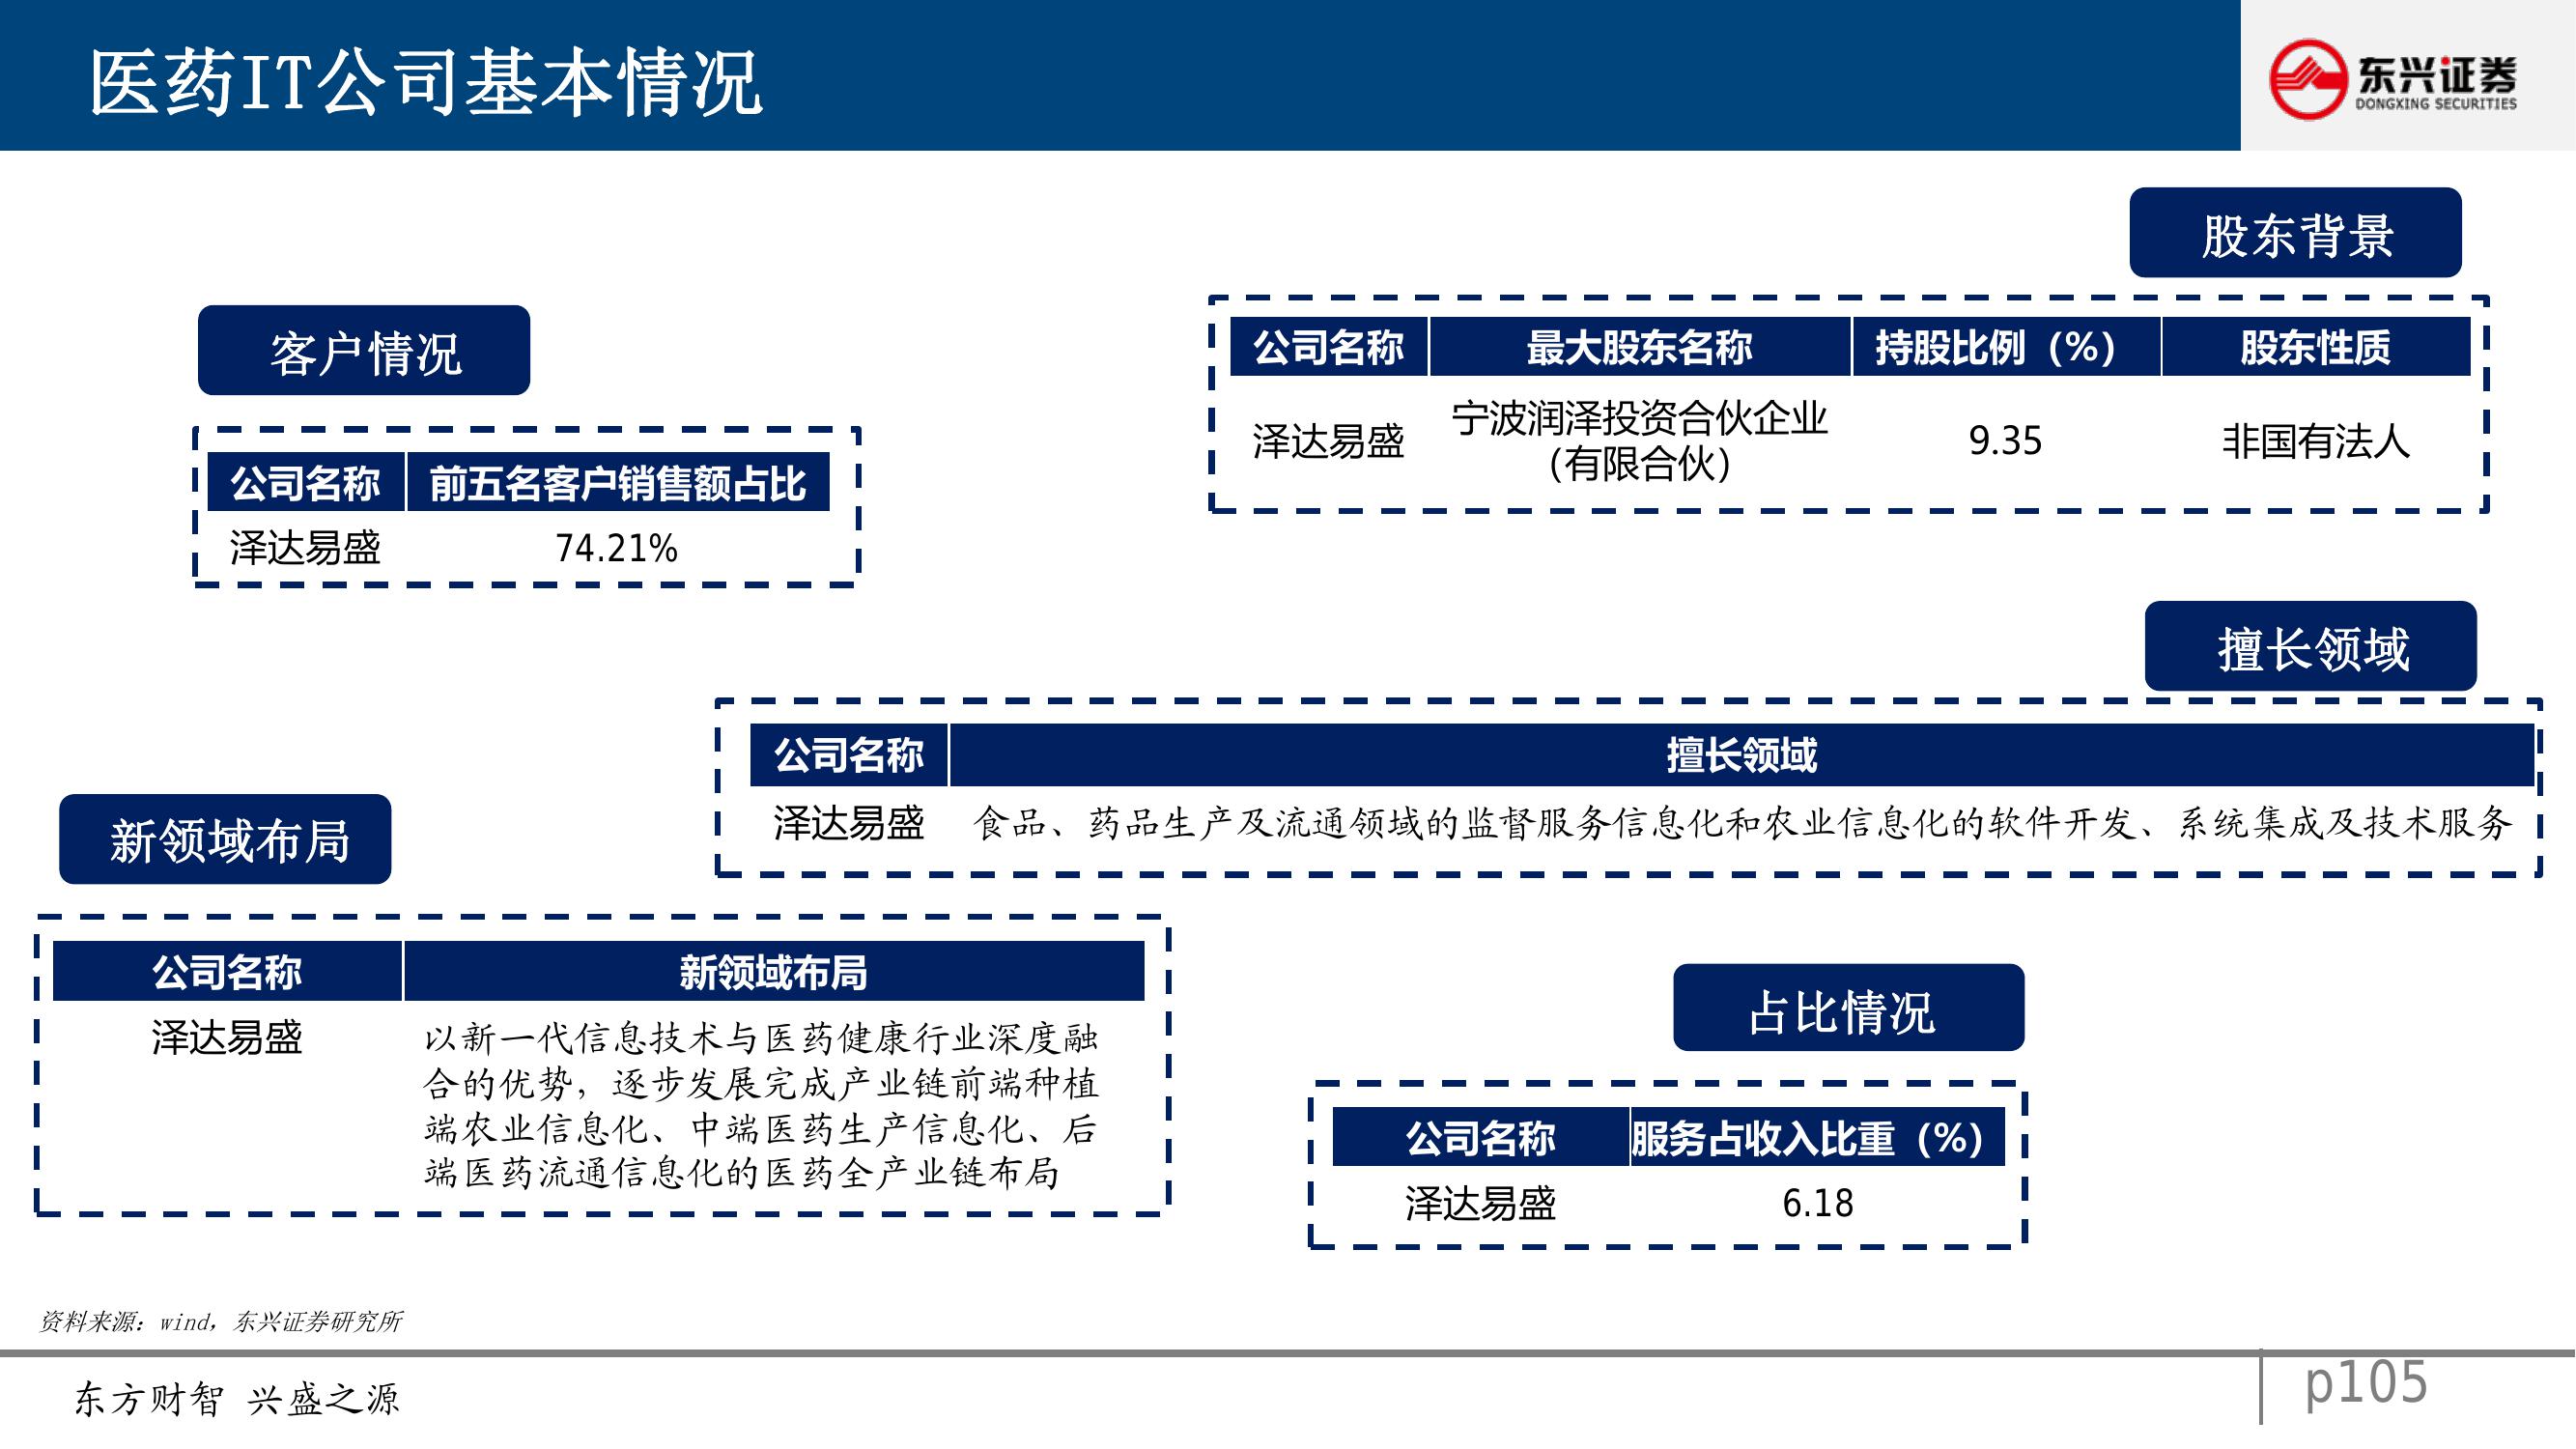 医药IT公司基本情况
东兴证券
DONGXING SECURITIES
股东背景
公司名称 最大股东名称 持股比例（%） 股东性质
泽达易盛 宁波润泽投资合伙企业
（有限合伙） 9.35 非国有法人
客户情况
公司名称 前五名客户销售额占比
泽达易盛 74.21%
擅长领域
公司名称 擅长领域
泽达易盛 食品、药品生产及流通领域的监督服务信息化和农业信息化的软件开发、系统集成及技术服务
新领域布局
公司名称 新领域布局
泽达易盛 以新一代信息技术与医药健康行业深度融
合的优势，逐步发展完成产业链前端种植
端农业信息化、中端医药生产信息化、后
端医药流通信息化的医药全产业链布局
占比情况
公司名称 服务占收入比重（%）
泽达易盛 6.18
资料来源：wind，东兴证券研究所
东方财智 兴盛之源
p105